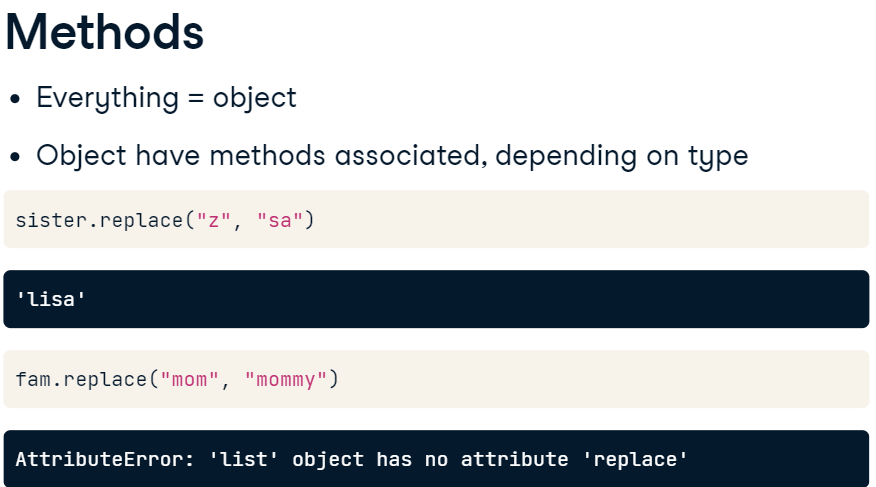 Methods
• Everything = object
• Object have methods associated, depending on type
sister.replace("z", "sa")
'lisa'
fam.replace("mom", "mommy")
AttributeError: 'list' object has no attribute 'replace'